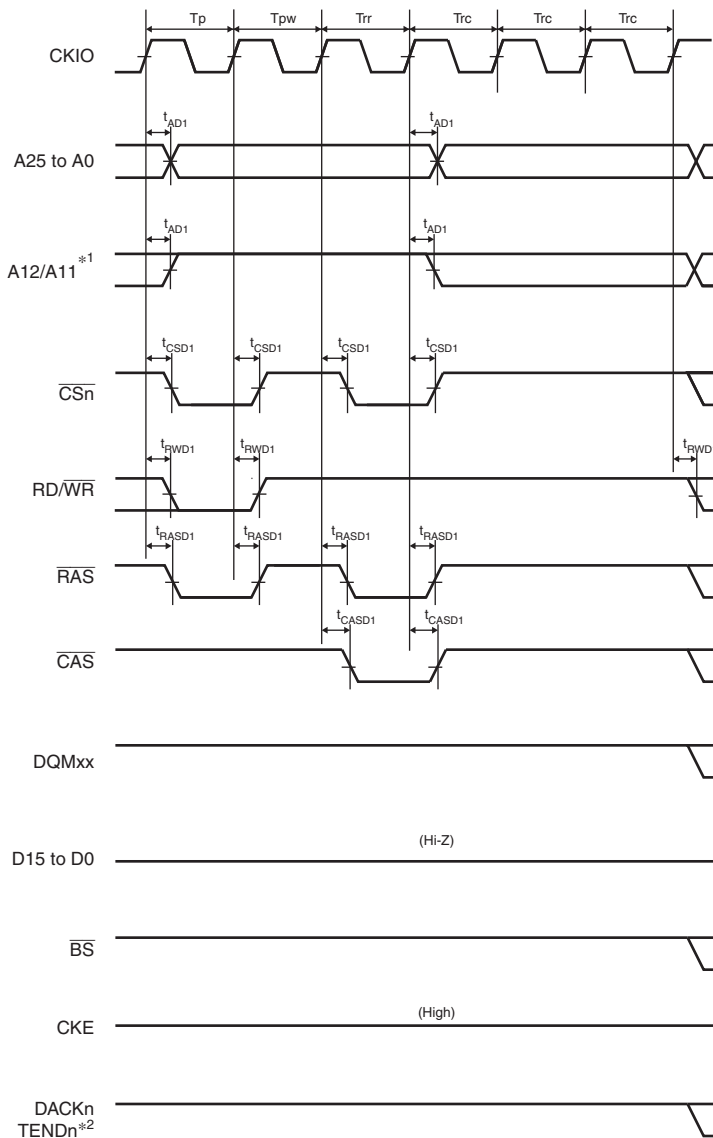 Tp Tpw Trr Trc Trc Trc
CKIO
tAD1 tAD1
A25 to A0
tAD1 tAD1
A12/A11*1
tCSD1 tCSD1 tCSD1 tCSD1
CSn
tRWD1 tRWD1 tRWD
RD/WR
tRASD1 tRASD1 tRASD1 tRASD1
RAS
tCASD1 tCASD1
CAS
DQMxx
(Hi-Z)
D15 to D0
BS
(High)
CKE
DACKn
TENDn*2